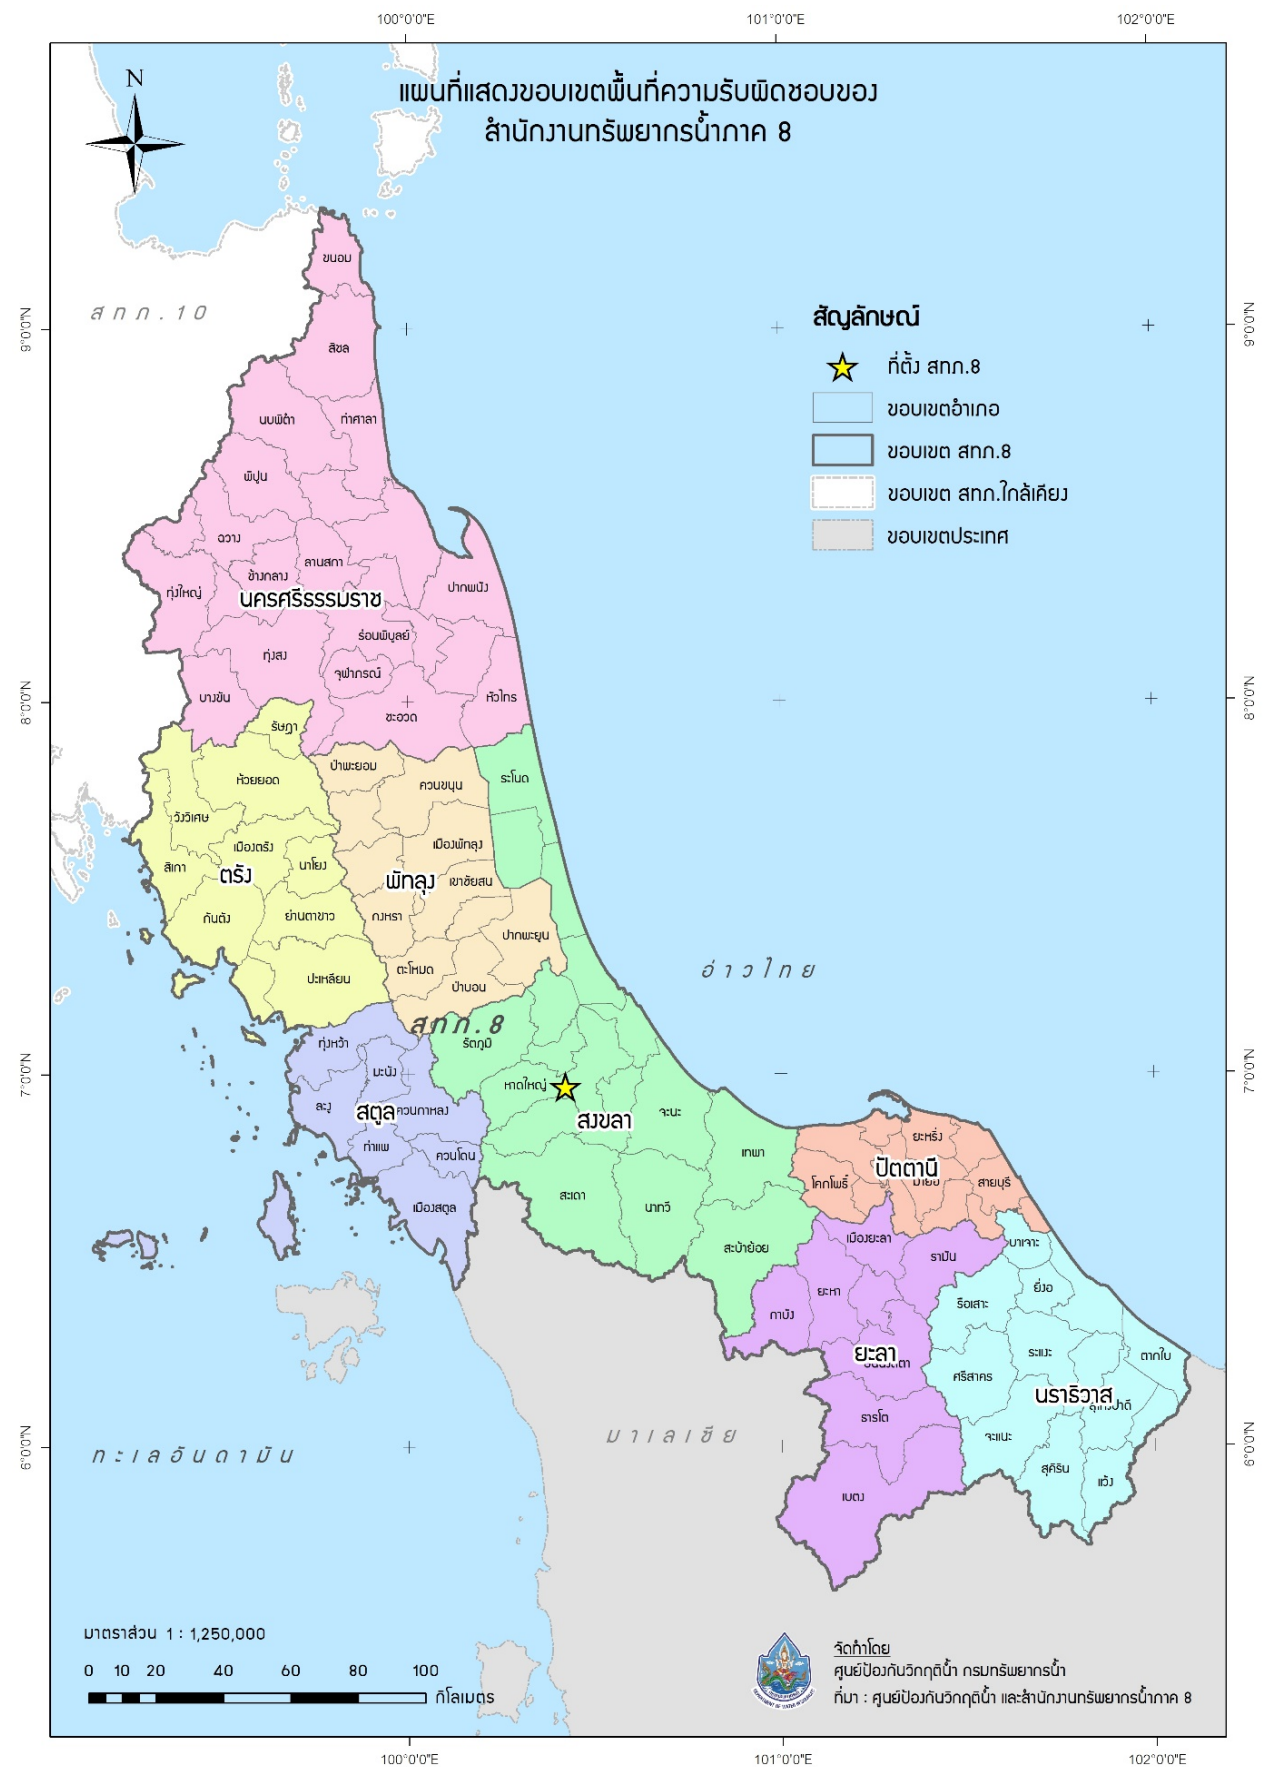 100°0'0"E 101°0'0"E 102°0'0"E
N
แผนที่แสดงขอบเขตพื้นที่ความรับผิดชอบของ
สำนักงานทรัพยากรน้ำภาค 8
สทภ.10
9°0'0"N
9°0'0"N
สัญลักษณ์
ที่ตั้ง สทภ.8
ขอบเขตอำเภอ
ขอบเขต สทภ.8
ขอบเขต สทภ.ใกล้เคียง
ขอบเขตประเทศ
ขนอม
สิชล
นบพิตำ
ท่าศาลา
พิปูน
ฉวาง
ลานสกา
ช้างกลาง
ทุ่งใหญ่
ปากพนัง
นครศรีธรรมราช
ร่อนพิบูลย์
ทุ่งสง
จุฬาภรณ์
บางขัน
หัวไทร
ชะอวด
8°0'0"N
8°0'0"N
รัษฎา
ห้วยยอด
วังวิเศษ
เมืองตรัง
สิเกา
ตรัง
นาโยง
กันตัง
ย่านตาขาว
ปะเหลียน
ป่าพะยอม
ควนขนุน
เมืองพัทลุง
พัทลุง
เขาชัยสน
กงหรา
ปากพะยูน
ตะโหมด
ป่าบอน
ระโนด
อ่าวไทย
สทภ.8
รัตภูมิ
หาดใหญ่
สงขลา
จะนะ
เทพา
สะเดา
นาทวี
สะบ้าย้อย
7°0'0"N
7°0'0"N
ทุ่งหว้า
มะนัง
ละงู
สตูล
ควนกาหลง
ท่าแพ
ควนโดน
เมืองสตูล
ยะหริ่ง
ปัตตานี
โคกโพธิ์
มายอ
สายบุรี
เมืองยะลา
รามัน
ยะหา
กาบัง
ยะลา
ธารโต
เบตง
บาเจาะ
ยี่งอ
รือเสาะ
ระแงะ
ตากใบ
ศรีสาคร
นราธิวาส
จะแนะ
สุคิริน
แว้ง
6°0'0"N
6°0'0"N
มาเลเซีย
ทะเลอันดามัน
มาตราส่วน 1 : 1,250,000
0 10 20 40 60 80 100
กิโลเมตร
จัดทำโดย
ศูนย์ป้องกันวิกฤติน้ำ กรมทรัพยากรน้ำ
ที่มา : ศูนย์ป้องกันวิกฤติน้ำ และสำนักงานทรัพยากรน้ำภาค 8
100°0'0"E 101°0'0"E 102°0'0"E